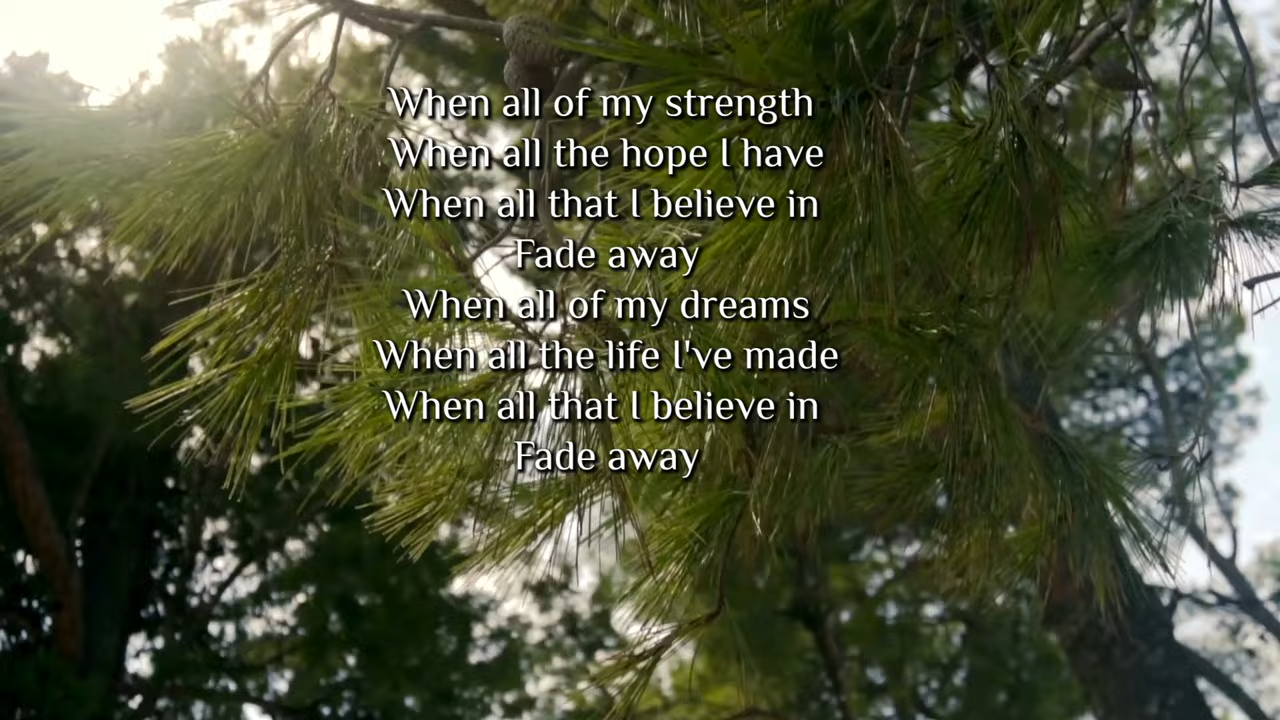 When all of my strength
When all the hope I have
When all that I believe in
Fade away
When all of my dreams
When all the life I've made
When all that I believe in
Fade away